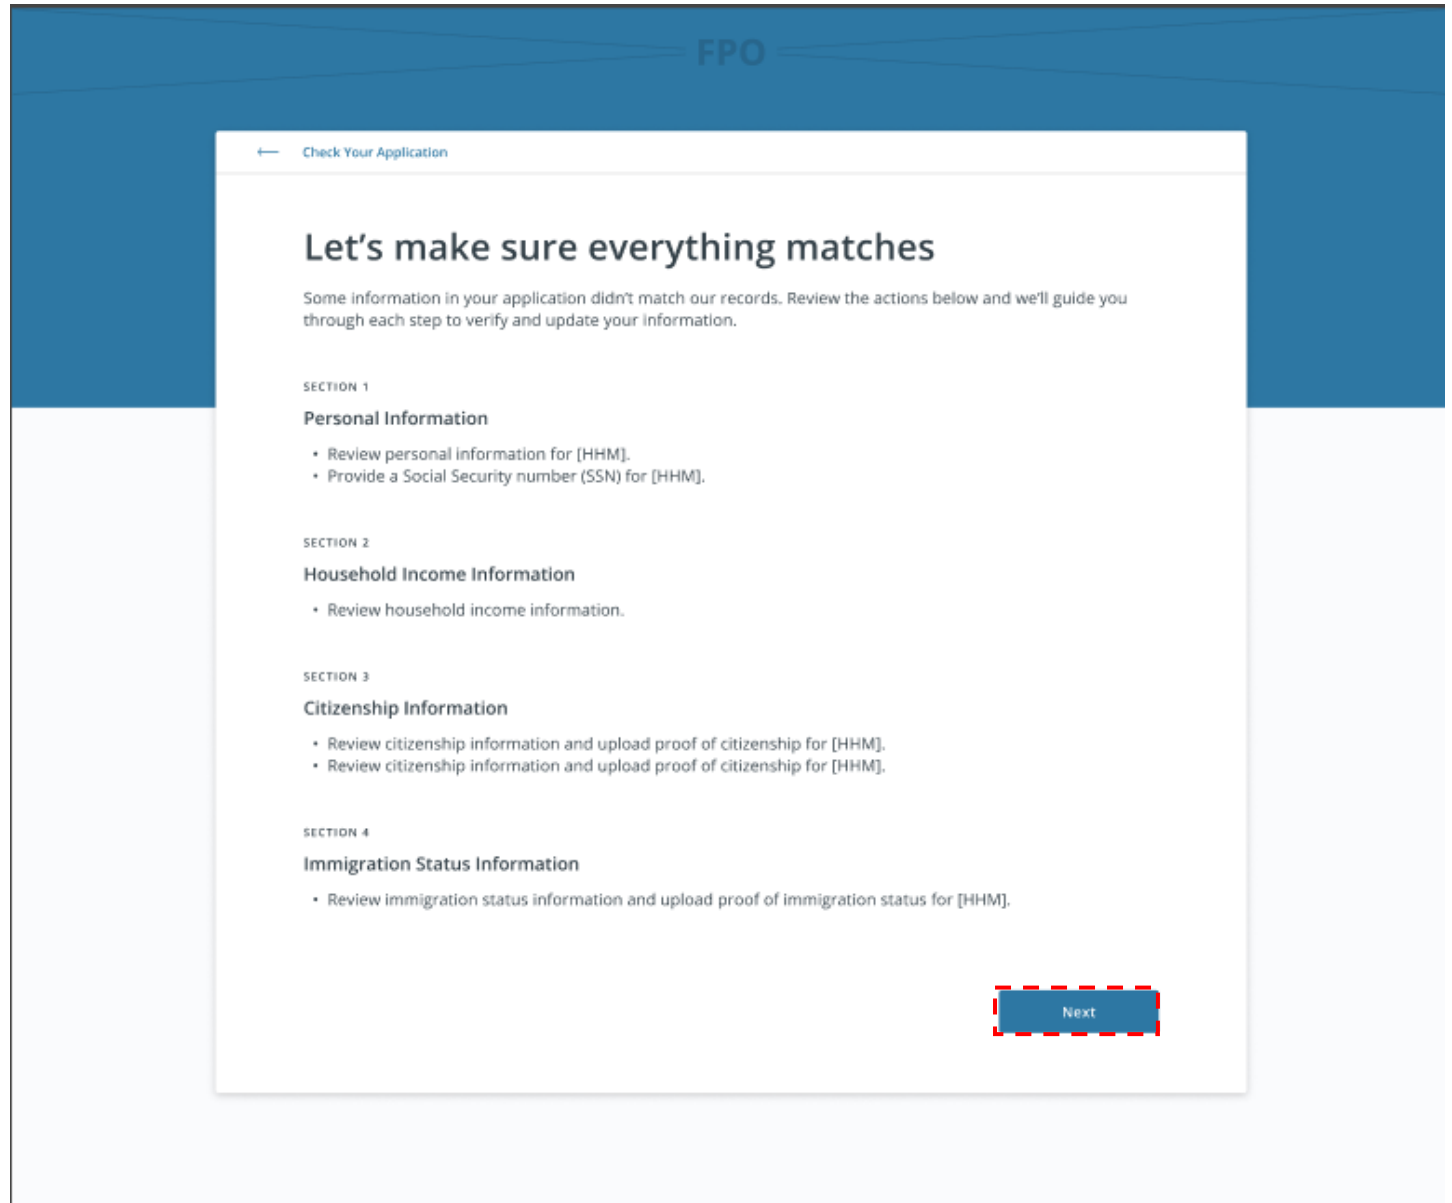 FPO
← Check Your Application
Let’s make sure everything matches
Some information in your application didn’t match our records. Review the actions below and we’ll guide you
through each step to verify and update your information.
SECTION 1
Personal Information
• Review personal information for [HHM].
• Provide a Social Security number (SSN) for [HHM].
SECTION 2
Household Income Information
• Review household income information.
SECTION 3
Citizenship Information
• Review citizenship information and upload proof of citizenship for [HHM].
• Review citizenship information and upload proof of citizenship for [HHM].
SECTION 4
Immigration Status Information
• Review immigration status information and upload proof of immigration status for [HHM].
Next